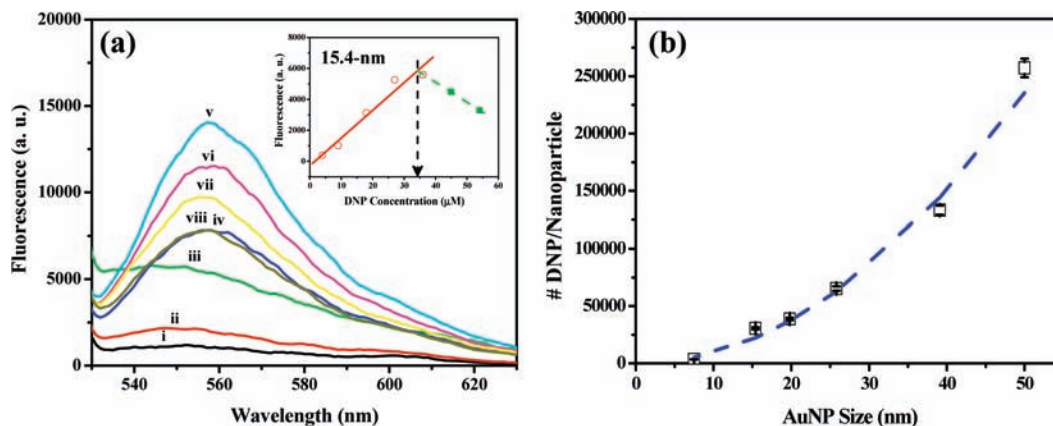 (a)
20000
15000
10000
5000
0
Fluorescence (a. u.)
540 560 580 600 620
Wavelength (nm)
v
vi
vii
viii iv
iii
ii
i
15.4-nm
8000
6000
4000
2000
0
Fluorescence (a. u.)
0 10 20 30 40 50 60
DNP Concentration (μM)
(b)
300000
250000
200000
150000
100000
50000
0
# DNP/Nanoparticle
0 10 20 30 40 50
AuNP Size (nm)